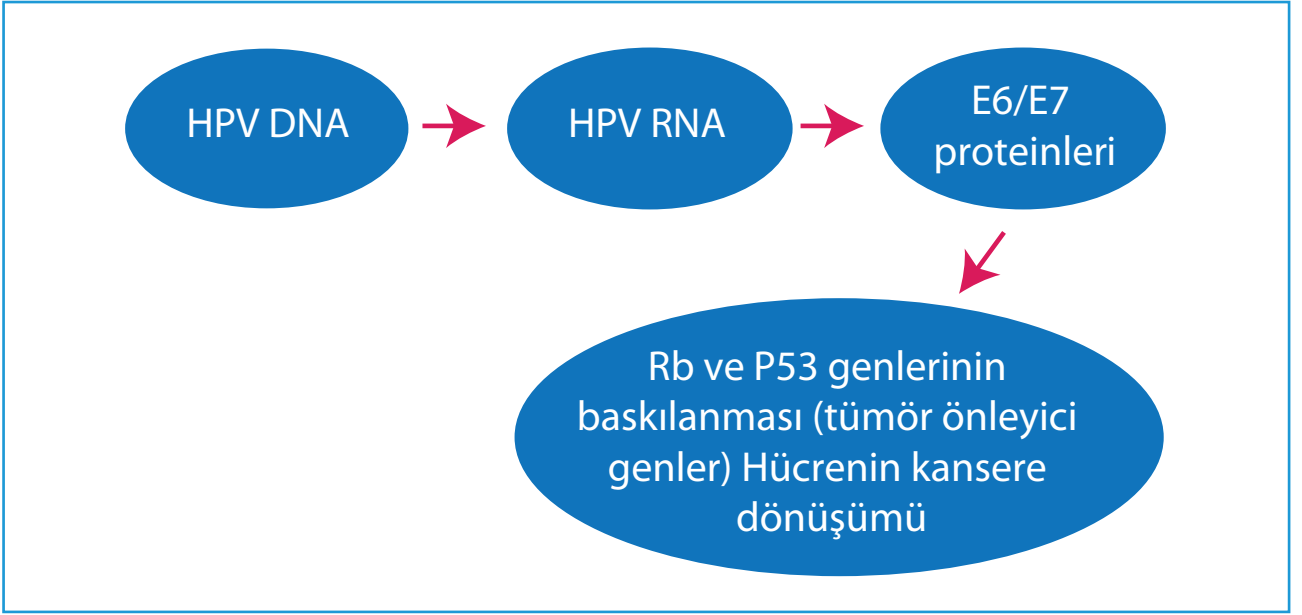 HPV DNA
HPV RNA
E6/E7
proteinleri
Rb ve P53 genlerinin
baskılanması (tümör önleyici
genler) Hücrenin kansere
dönüşümü